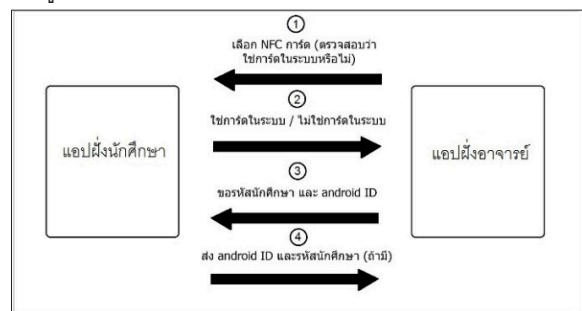 ①
เลือก NFC การ์ด (ตรวจสอบว่า
ใช่การ์ดในระบบหรือไม่)
②
ใช่การ์ดในระบบ / ไม่ใช่การ์ดในระบบ
แอปฝั่งนักศึกษา
แอปฝั่งอาจารย์
③
ขอรหัสนักศึกษา และ android ID
④
ส่ง android ID และรหัสนักศึกษา (ถ้ามี)